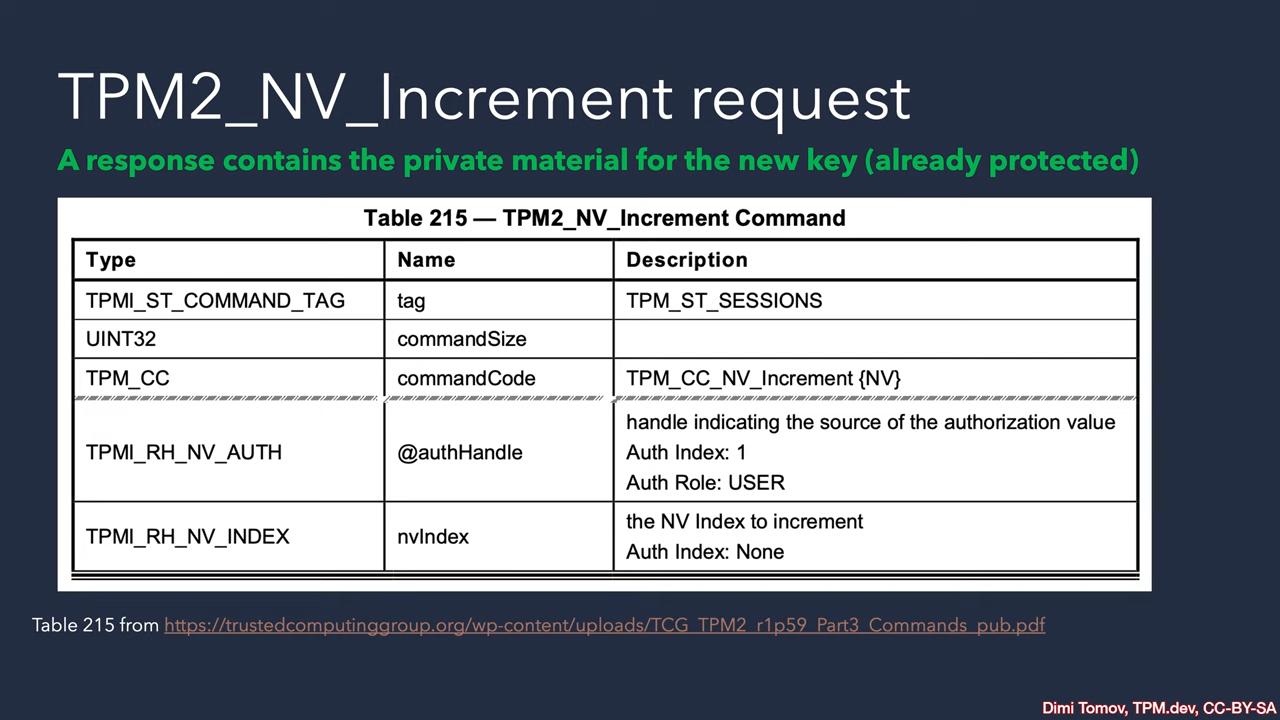 TPM2_NV_Increment request
A response contains the private material for the new key (already protected)
Table 215 — TPM2_NV_Increment Command
Type Name Description
TPMI_ST_COMMAND_TAG tag TPM_ST_SESSIONS
UINT32 commandSize
TPM_CC commandCode TPM_CC_NV_Increment {NV}
TPMI_RH_NV_AUTH @authHandle handle indicating the source of the authorization value
Auth Index: 1
Auth Role: USER
TPMI_RH_NV_INDEX nvIndex the NV Index to increment
Auth Index: None
Table 215 from https://trustedcomputinggroup.org/wp-content/uploads/TCG_TPM2_r1p59_Part3_Commands_pub.pdf
Dimi Tomov, TPM.dev, CC-BY-SA